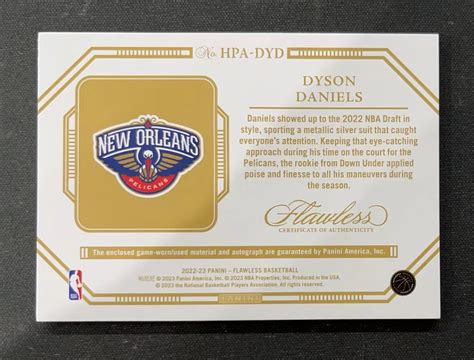 No. HPA-DYD
DYSON
DANIELS
Daniels showed up to the 2022 NBA Draft in
style, sporting a metallic silver suit that caught
everyone's attention. Keeping that eye-catching
approach during his time on the court for the
Pelicans, the rookie from Down Under applied
poise and finesse to all his maneuvers during
the season.
NEW ORLEANS
PELICANS
Flawless
CERTIFICATE OF AUTHENTICITY
The enclosed game-worn/used material and autograph are guaranteed by Panini America, Inc.
2022-23 PANINI – FLAWLESS BASKETBALL
© 2023 Panini America, Inc. © 2023 NBA Properties, Inc. Produced in the USA.
© 2023 the National Basketball Players Association. All rights reserved.
NBA
PANINI